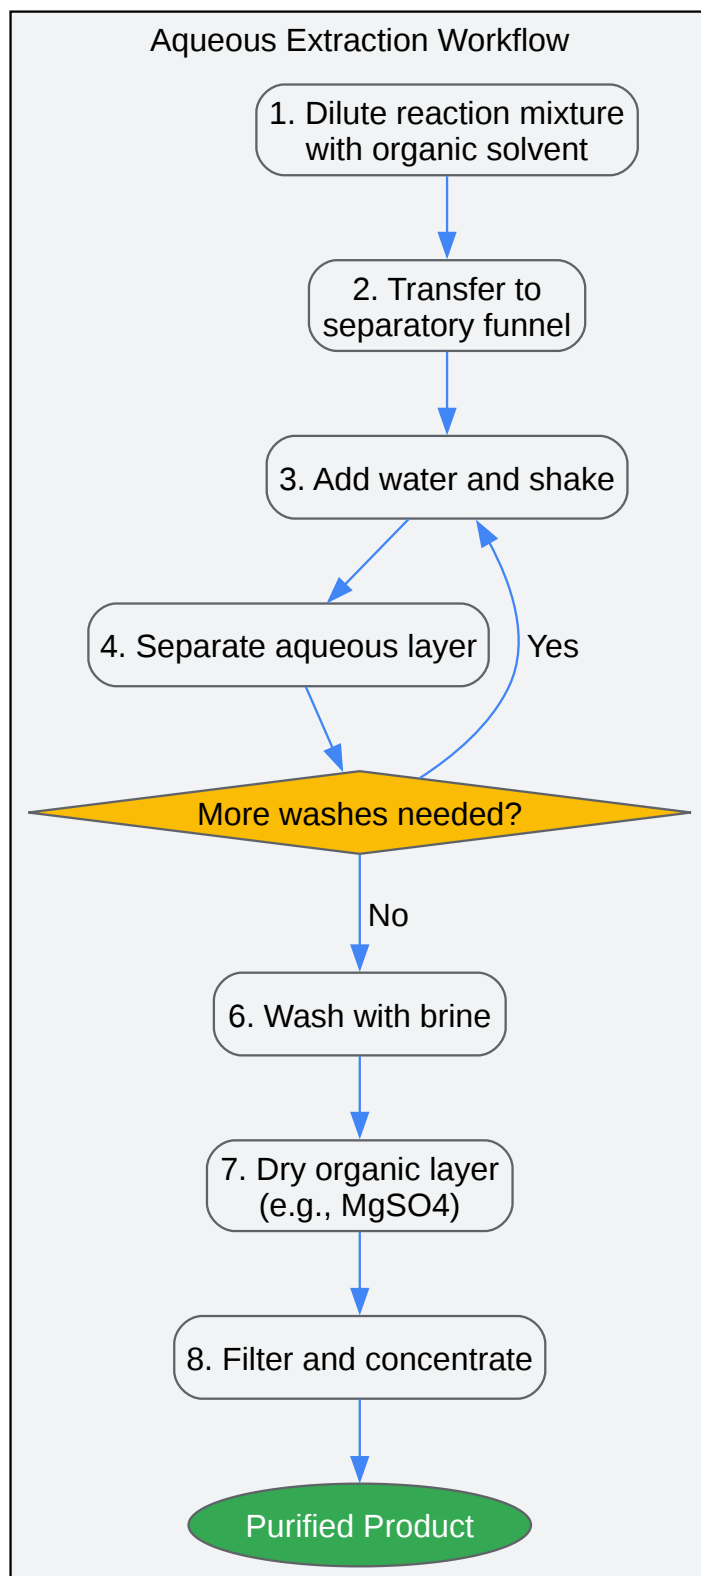 Aqueous Extraction Workflow
1. Dilute reaction mixture
with organic solvent
2. Transfer to
separatory funnel
3. Add water and shake
4. Separate aqueous layer
Yes
More washes needed?
No
6. Wash with brine
7. Dry organic layer
(e.g., MgSO4)
8. Filter and concentrate
Purified Product